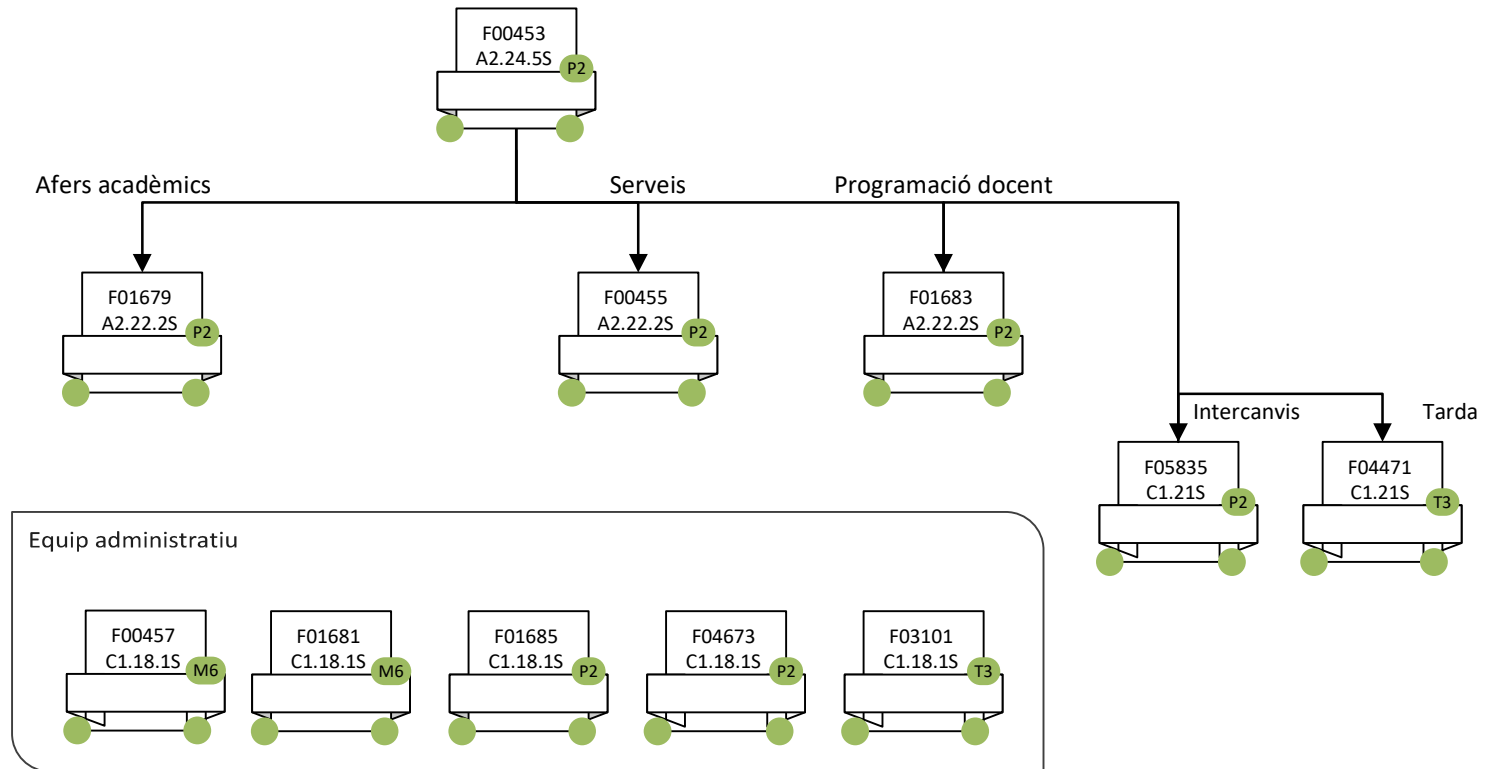 F00453
A2.24.5S
P2
Afers acadèmics
Serveis
Programació docent
F01679
A2.22.2S
P2
F00455
A2.22.2S
P2
F01683
A2.22.2S
P2
Intercanvis
Tarda
F05835
C1.21S
P2
F04471
C1.21S
T3
Equip administratiu
F00457
C1.18.1S
M6
F01681
C1.18.1S
M6
F01685
C1.18.1S
P2
F04673
C1.18.1S
P2
F03101
C1.18.1S
T3